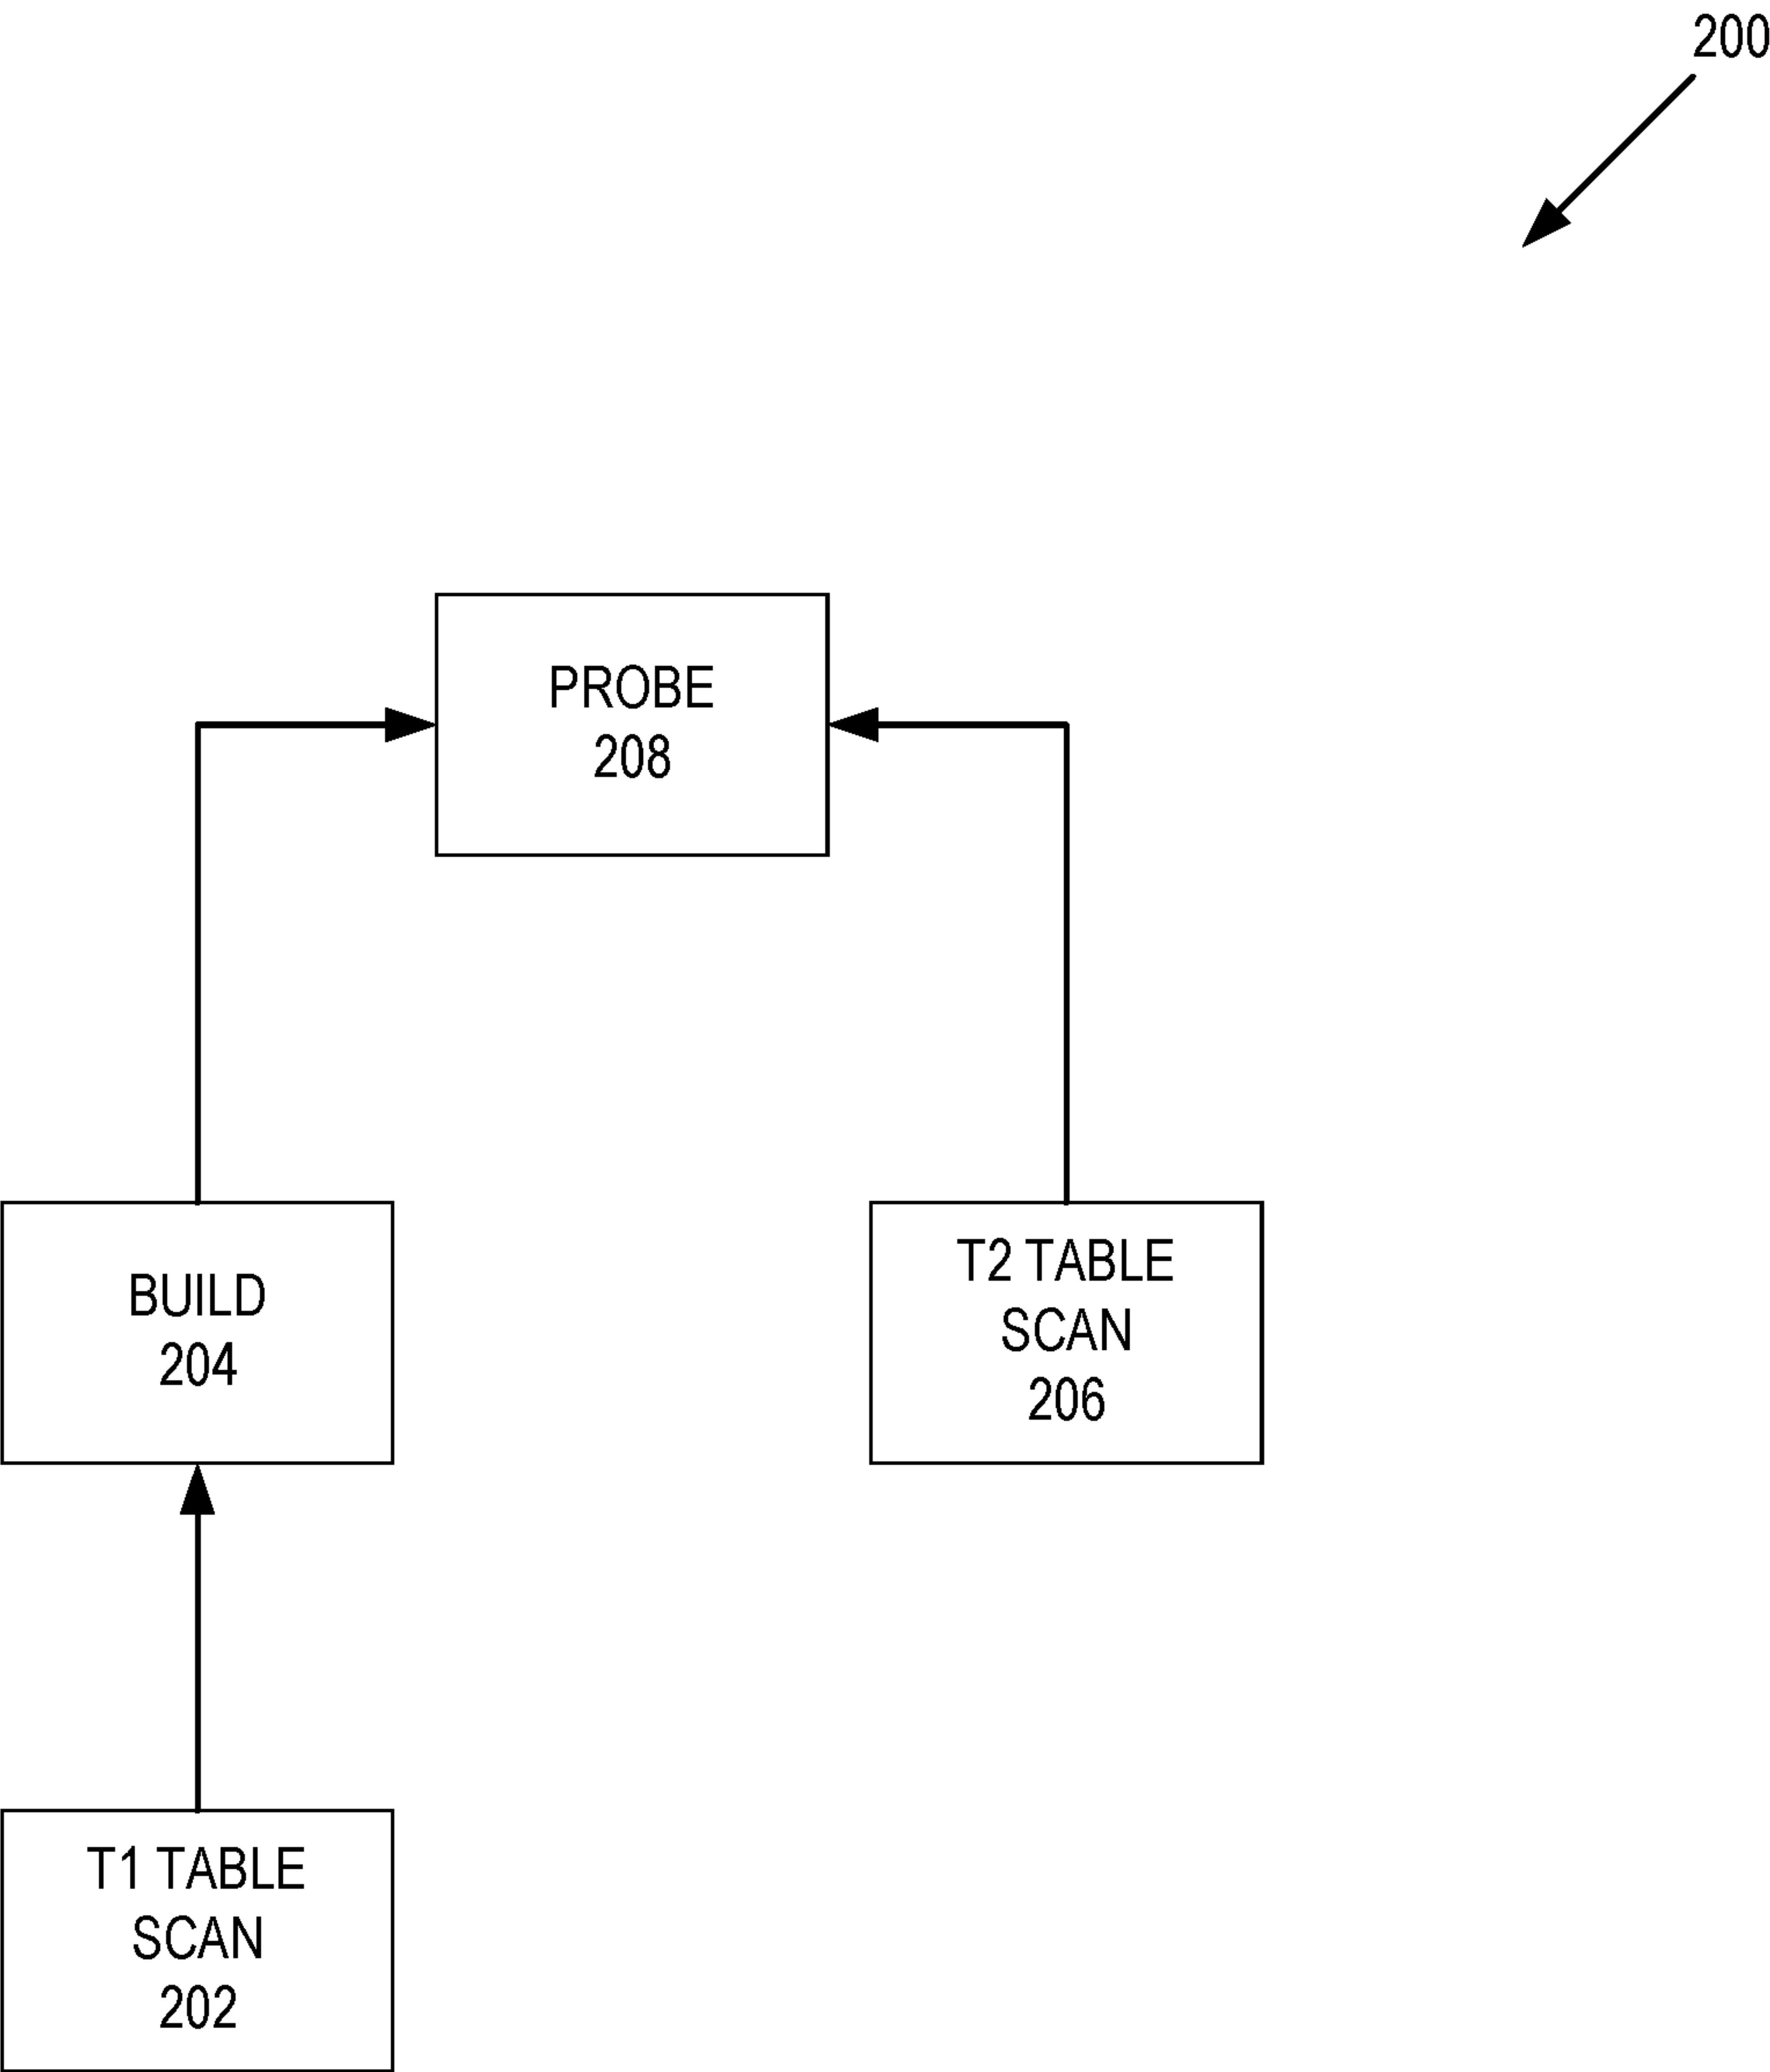 200
PROBE
208
BUILD
204
T2 TABLE
SCAN
206
T1 TABLE
SCAN
202